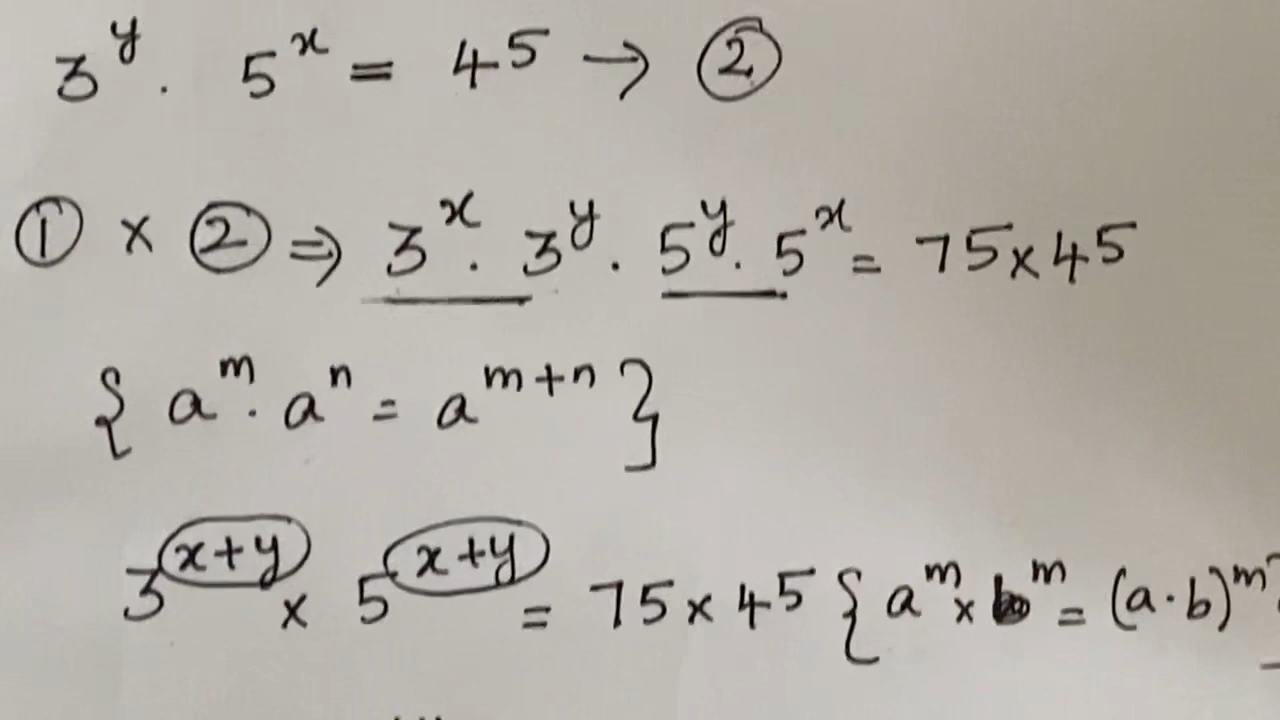 3^y . 5^x = 45 → ②
① × ② ⇒ 3^x . 3^y . 5^y . 5^x = 75×45
{ a^m . a^n = a^(m+n) }
3^(x+y) × 5^(x+y) = 75×45 { a^m × b^m = (a·b)^m }